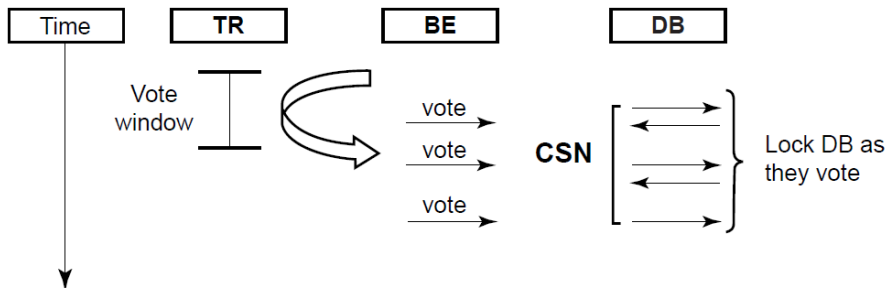 Time
TR
BE
DB
Vote
window
vote
vote
vote
CSN
Lock DB as
they vote